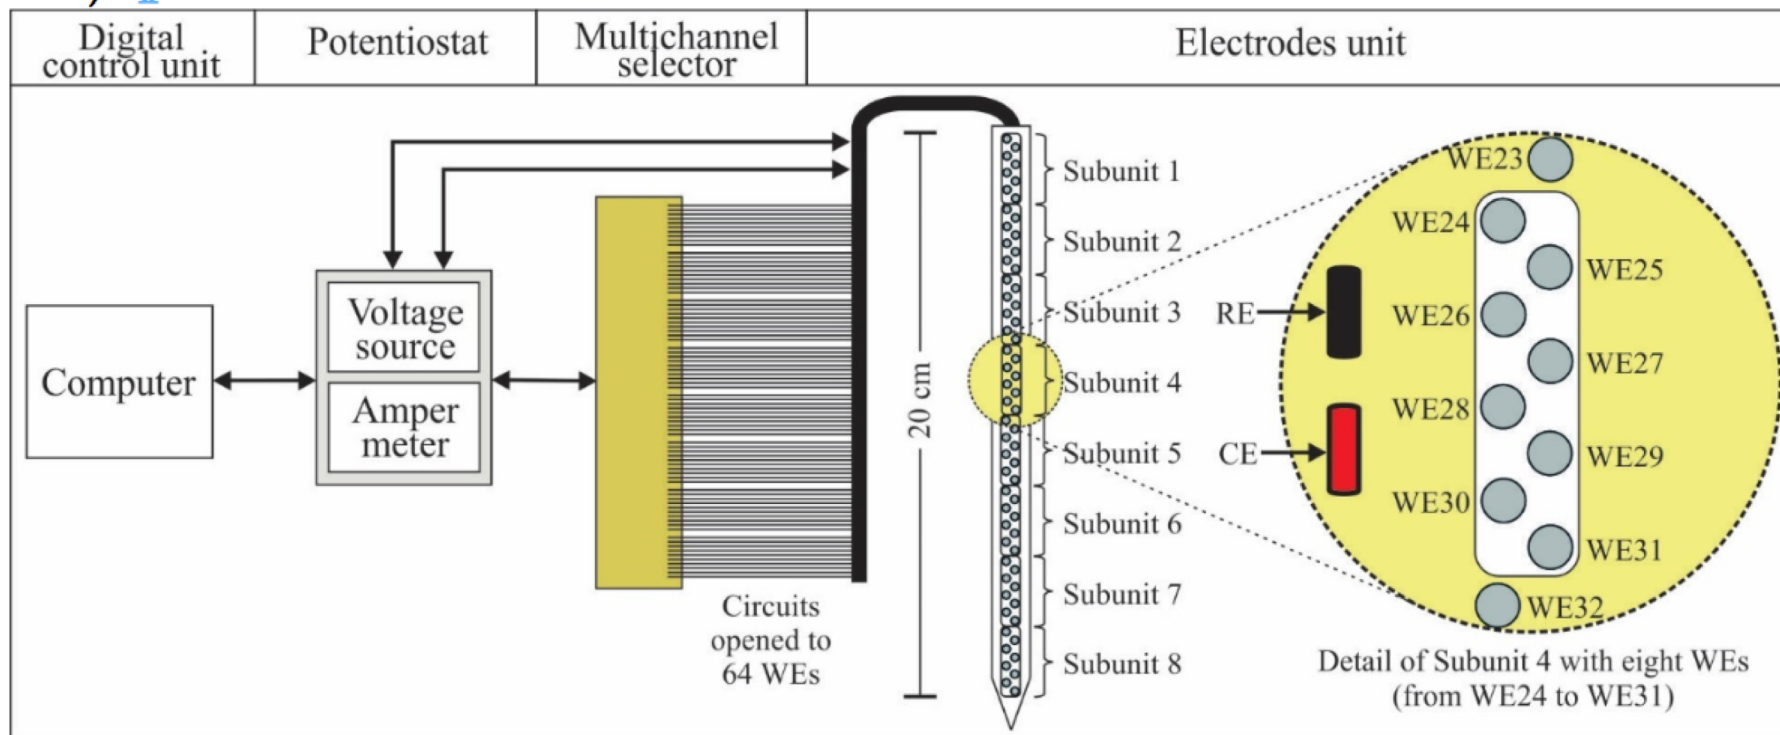 Digital
control unit
Potentiostat
Multichannel
selector
Electrodes unit
Computer
Voltage
source
Amper
meter
Circuits
opened to
64 WEs
20 cm
Subunit 1
Subunit 2
Subunit 3
Subunit 4
Subunit 5
Subunit 6
Subunit 7
Subunit 8
RE
CE
WE23
WE24
WE25
WE26
WE27
WE28
WE29
WE30
WE31
WE32
Detail of Subunit 4 with eight WEs
(from WE24 to WE31)